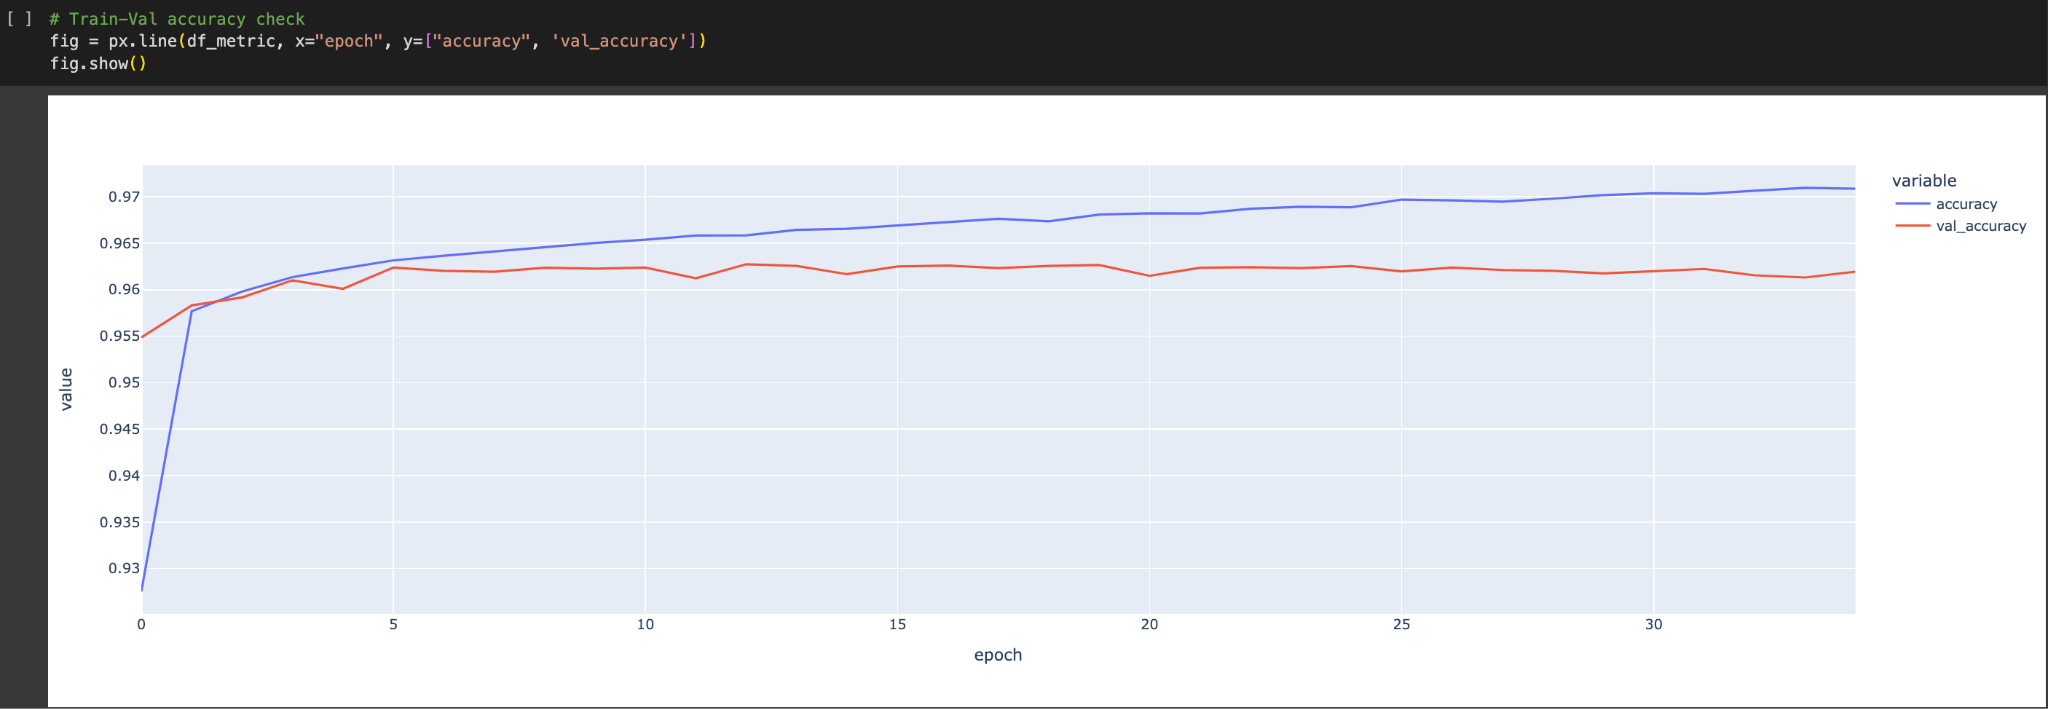 [ ] # Train-Val accuracy check
fig = px.line(df_metric, x="epoch", y=["accuracy", 'val_accuracy'])
fig.show()
variable
accuracy
val_accuracy
0.97
0.965
0.96
0.955
0.95
0.945
0.94
0.935
0.93
value
0 5 10 15 20 25 30
epoch